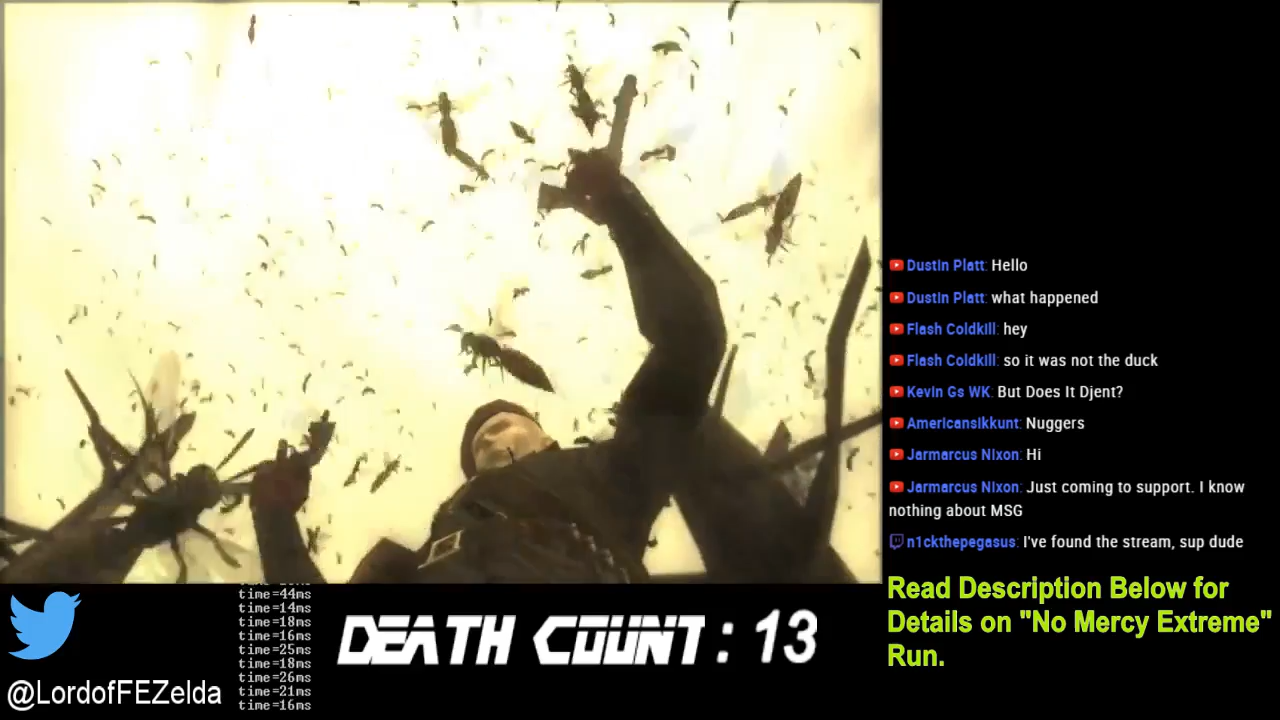 Dustin Platt: Hello
Dustin Platt: what happened
Flash Coldkill: hey
Flash Coldkill: so it was not the duck
Kevin Gs WK: But Does It Djent?
Americansikkunt: Nuggers
Jarmarcus Nixon: Hi
Jarmarcus Nixon: Just coming to support. I know
nothing about MSG
n1ckthepegasus: I've found the stream, sup dude
Read Description Below for
Details on "No Mercy Extreme"
Run.
time=44ms
time=14ms
time=18ms
time=16ms
time=25ms
time=18ms
time=26ms
time=21ms
time=16ms
DEATH COUNT: 13
@LordofFEZelda